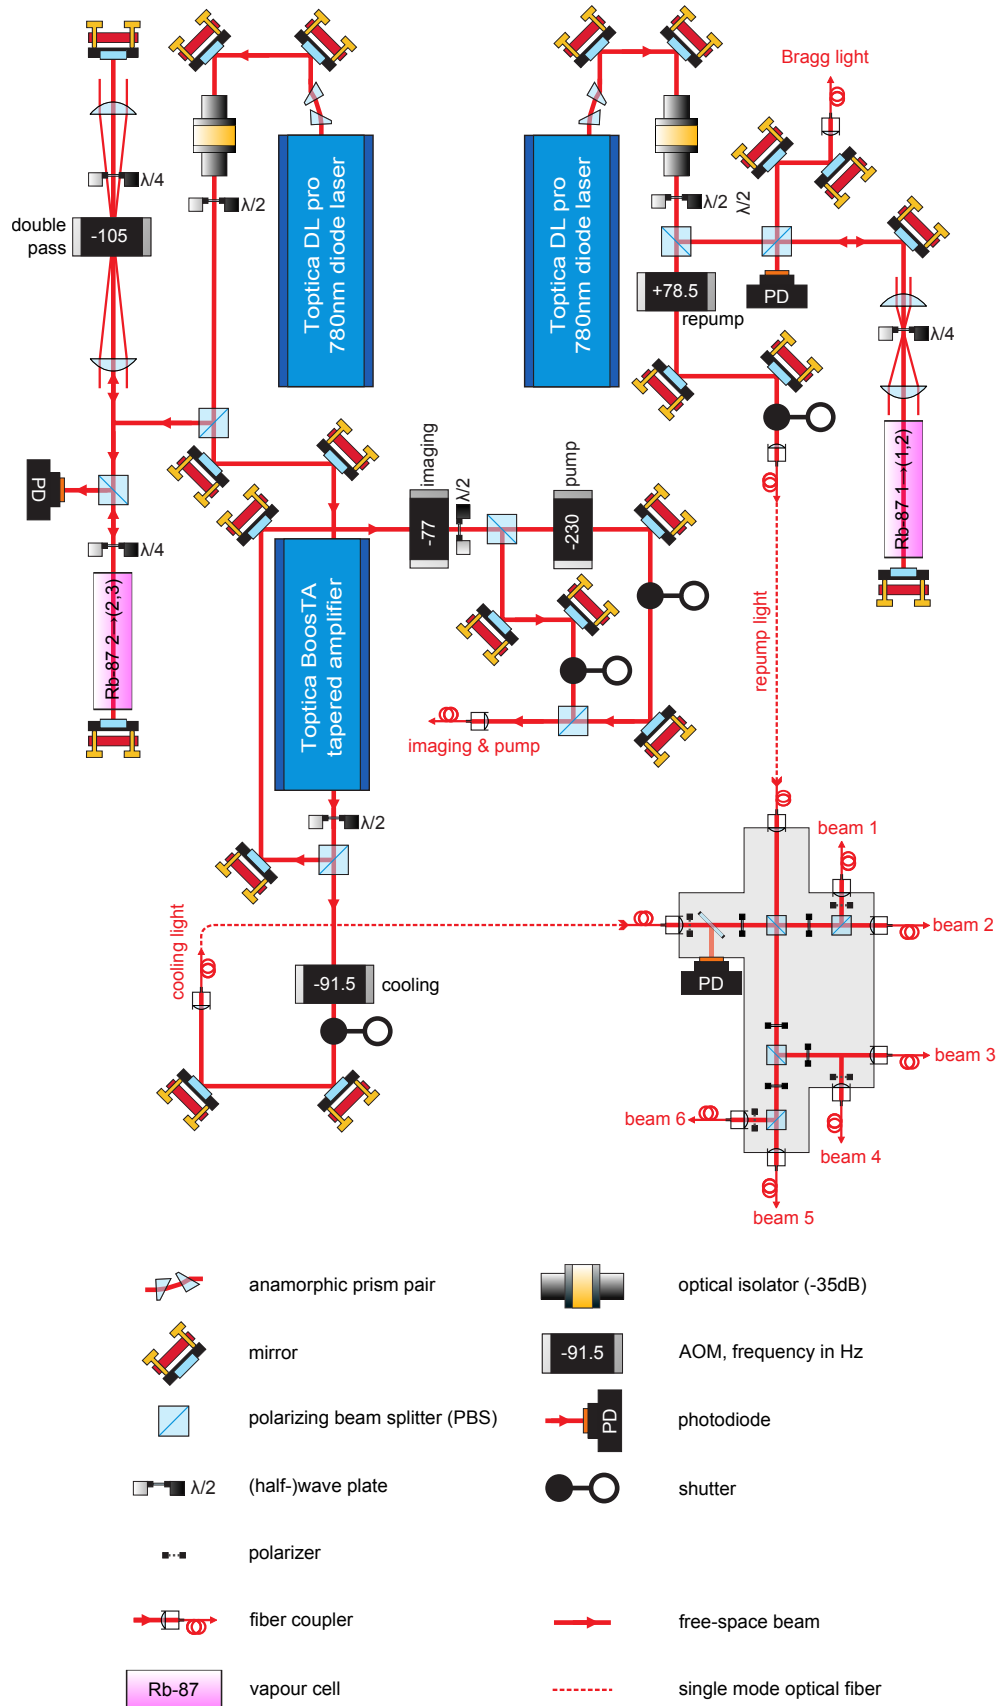 Bragg light
λ/4
double
pass
-105
λ/2
Toptica DL pro
780nm diode laser
Toptica DL pro
780nm diode laser
λ/2
λ/2
+78.5
repump
PD
λ/4
Rb-87 1→(1,2)
PD
λ/4
Rb-87 2→(2,3)
imaging
-77
λ/2
pump
-230
Toptica BoosTA
tapered amplifier
imaging & pump
repump light
λ/2
cooling light
-91.5
cooling
beam 1
beam 2
PD
beam 3
beam 6
beam 4
beam 5
anamorphic prism pair
optical isolator (-35dB)
mirror
-91.5
AOM, frequency in Hz
polarizing beam splitter (PBS)
PD
photodiode
λ/2
(half-)wave plate
shutter
polarizer
fiber coupler
free-space beam
Rb-87
vapour cell
single mode optical fiber